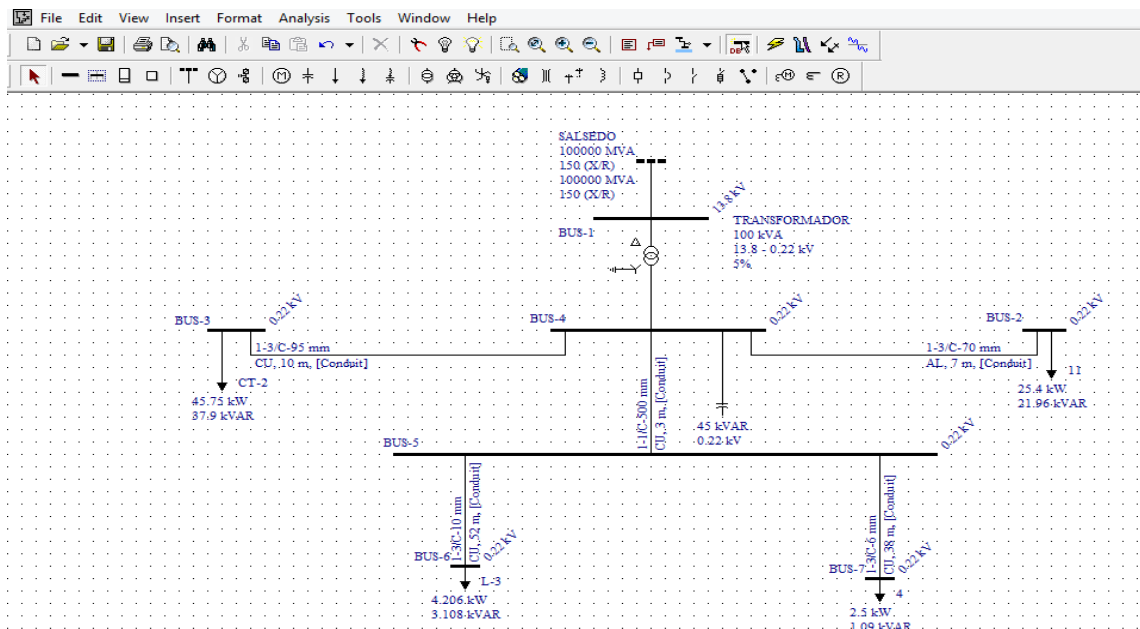 File Edit View Insert Format Analysis Tools Window Help
SALSEDO
100000 MVA
150 (X/R)
100000 MVA
150 (X/R)
13.8 kV
BUS-1
TRANSFORMADOR
100 kVA
13.8 - 0.22 kV
5%
BUS-3
0.22 kV
BUS-4
0.22 kV
BUS-2
0.22 kV
1-3/C-95 mm
CU, 10 m, [Conduit]
1-3/C-70 mm
AL, 7 m, [Conduit]
CT-2
45.75 kW
37.9 kVAR
11
25.4 kW
21.96 kVAR
1-1/C-500 mm
CU, 3 m, [Conduit]
45 kVAR
0.22 kV
BUS-5
0.22 kV
1-3/C-10 mm
CU, 52 m, [Conduit]
1-3/C-6 mm
CU, 38 m, [Conduit]
BUS-6
0.22 kV
BUS-7
0.22 kV
L-3
4.206 kW
3.108 kVAR
4
2.5 kW
1.09 kVAR